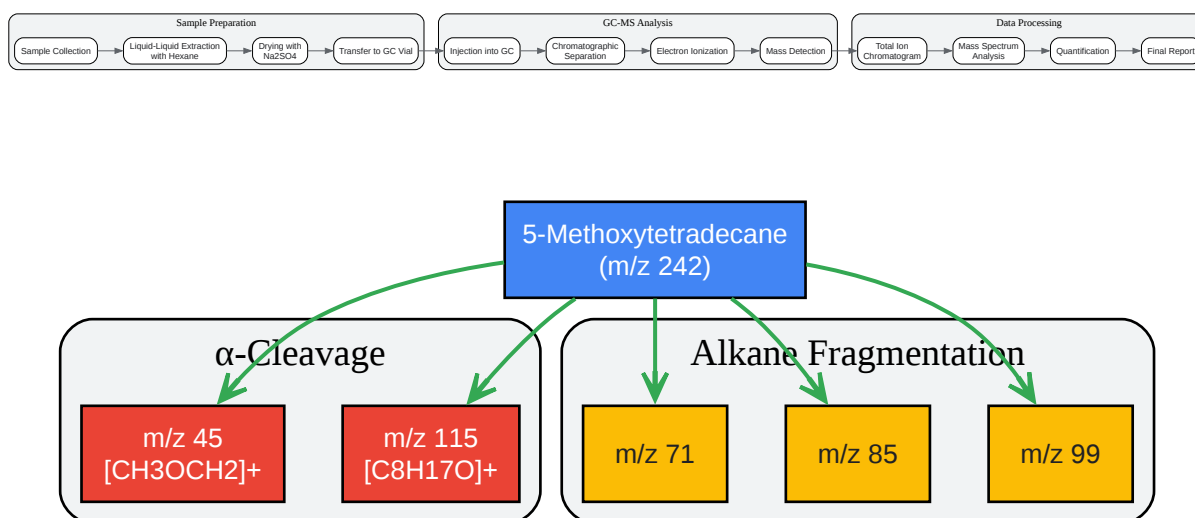 Sample Preparation
Sample Collection
Liquid-Liquid Extraction
with Hexane
Drying with
Na2SO4
Transfer to GC Vial
GC-MS Analysis
Injection into GC
Chromatographic
Separation
Electron Ionization
Mass Detection
Data Processing
Total Ion
Chromatogram
Mass Spectrum
Analysis
Quantification
Final Report
5-Methoxytetradecane
(m/z 242)
α-Cleavage
m/z 45
[CH3OCH2]+
m/z 115
[C8H17O]+
Alkane Fragmentation
m/z 71
m/z 85
m/z 99